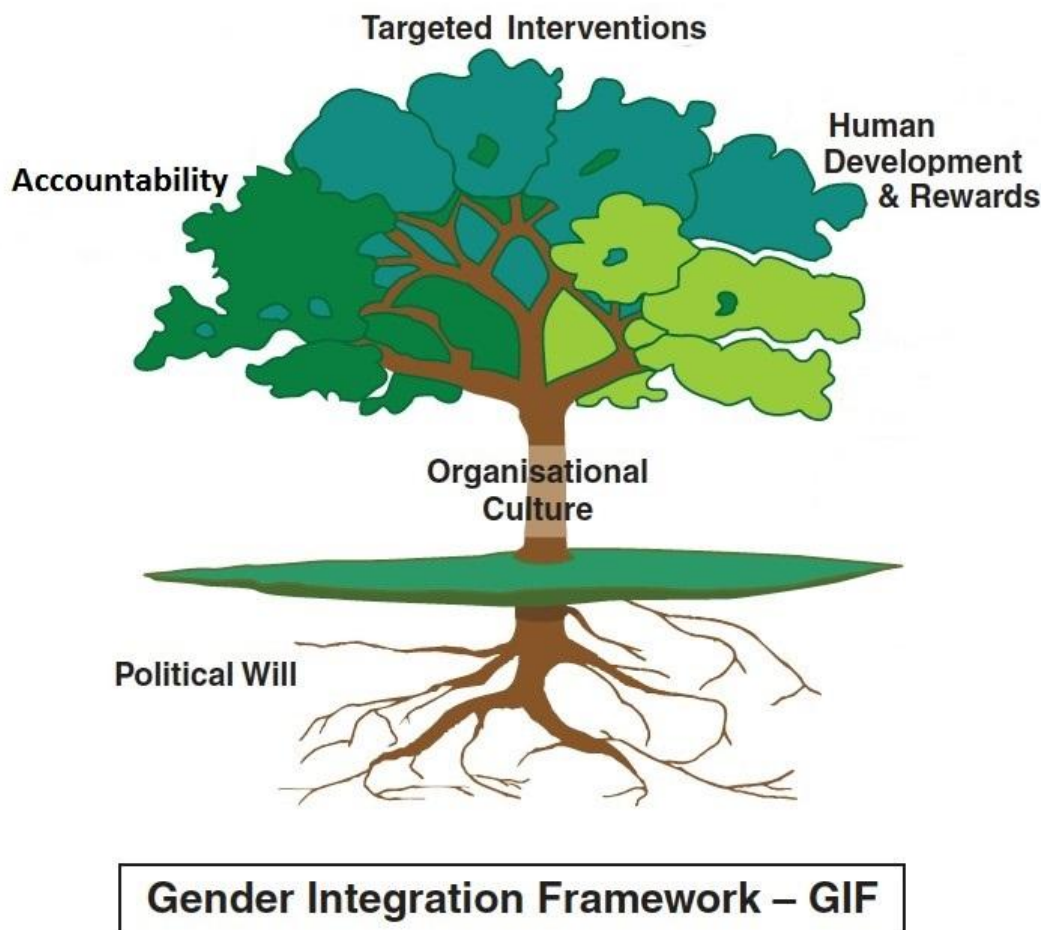 Targeted Interventions
Human
Development
& Rewards
Accountability
Organisational
Culture
Political Will
Gender Integration Framework – GIF